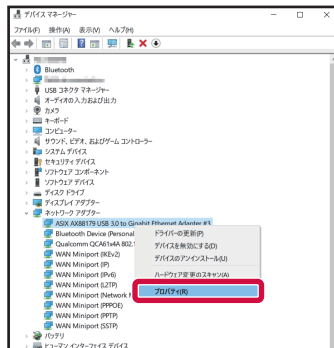 デバイス マネージャー
ファイル(F) 操作(A) 表示(V) ヘルプ(H)
Bluetooth
USB コネクタ マネージャー
オーディオの入力および出力
カメラ
キーボード
コンピューター
サウンド、ビデオ、およびゲーム コントローラー
システム デバイス
セキュリティ デバイス
ソフトウェア コンポーネント
ソフトウェア デバイス
ディスク ドライブ
ディスプレイ アダプター
ネットワーク アダプター
ASIX AX88179 USB 3.0 to Gigabit Ethernet Adapter #3
Bluetooth Device (Personal
Qualcomm QCA61x4A 802.1
WAN Miniport (IKEv2)
WAN Miniport (IP)
WAN Miniport (IPv6)
WAN Miniport (L2TP)
WAN Miniport (Network M
WAN Miniport (PPPOE)
WAN Miniport (PPTP)
WAN Miniport (SSTP)
バッテリ
ヒューマン インターフェイス デバイス
ドライバーの更新(P)
デバイスを無効にする(D)
デバイスのアンインストール(U)
ハードウェア変更のスキャン(A)
プロパティ(R)